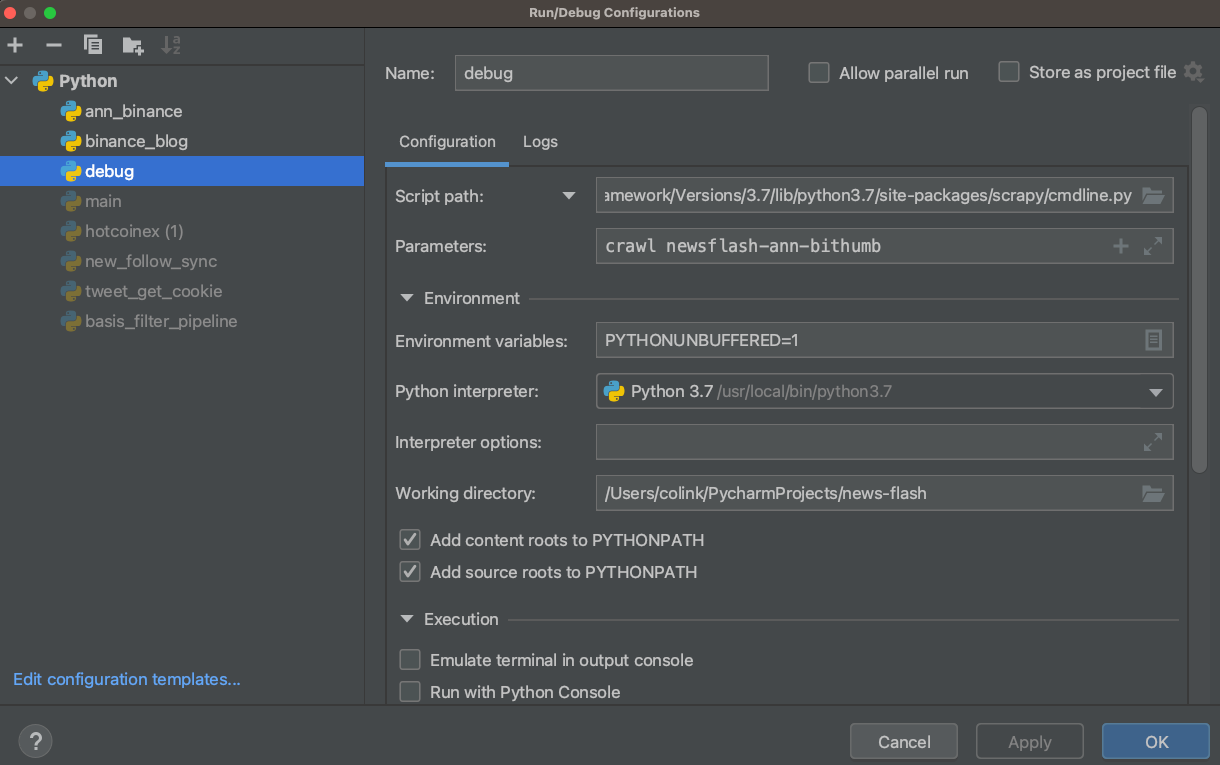 Run/Debug Configurations
Python
ann_binance
binance_blog
debug
main
hotcoinex (1)
new_follow_sync
tweet_get_cookie
basis_filter_pipeline
Edit configuration templates...
Name: debug
Allow parallel run
Store as project file
Configuration Logs
Script path: amework/Versions/3.7/lib/python3.7/site-packages/scrapy/cmdline.py
Parameters: crawl newsflash-ann-bithumb
Environment
Environment variables: PYTHONUNBUFFERED=1
Python interpreter: Python 3.7 /usr/local/bin/python3.7
Interpreter options:
Working directory: /Users/colink/PycharmProjects/news-flash
Add content roots to PYTHONPATH
Add source roots to PYTHONPATH
Execution
Emulate terminal in output console
Run with Python Console
? Cancel Apply OK